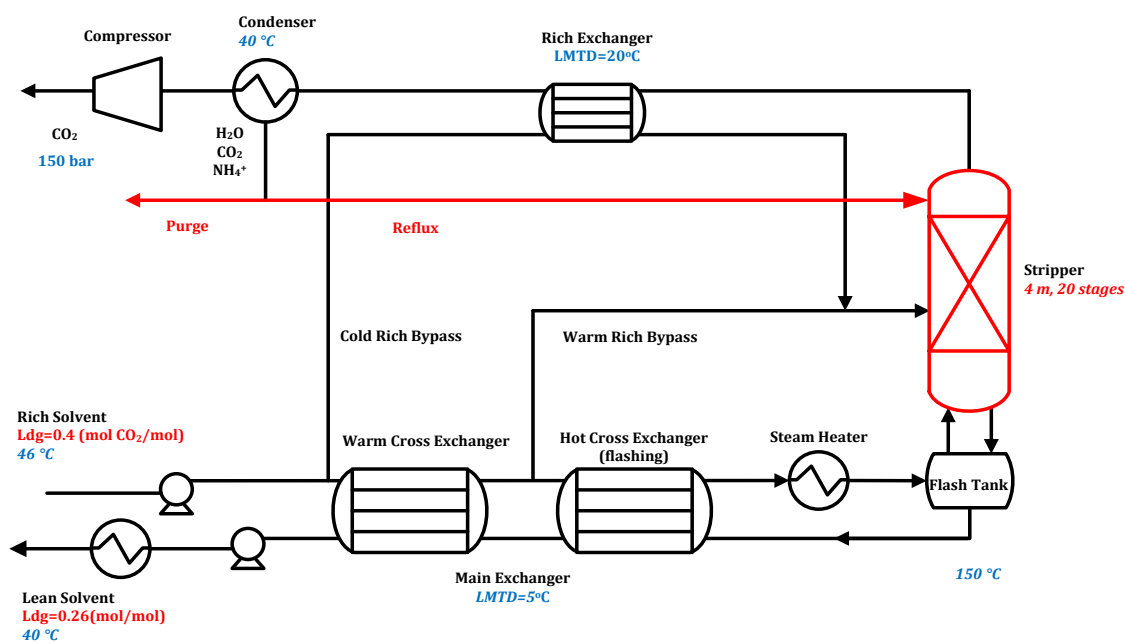 Compressor
Condenser
40 °C
Rich Exchanger
LMTD=20ºC
CO₂
150 bar
H₂O
CO₂
NH₄⁺
Purge
Reflux
Stripper
4 m, 20 stages
Cold Rich Bypass
Warm Rich Bypass
Rich Solvent
Ldg=0.4 (mol CO₂/mol)
46 °C
Warm Cross Exchanger
Hot Cross Exchanger
(flashing)
Steam Heater
Flash Tank
Main Exchanger
LMTD=5ºC
150 °C
Lean Solvent
Ldg=0.26(mol/mol)
40 °C